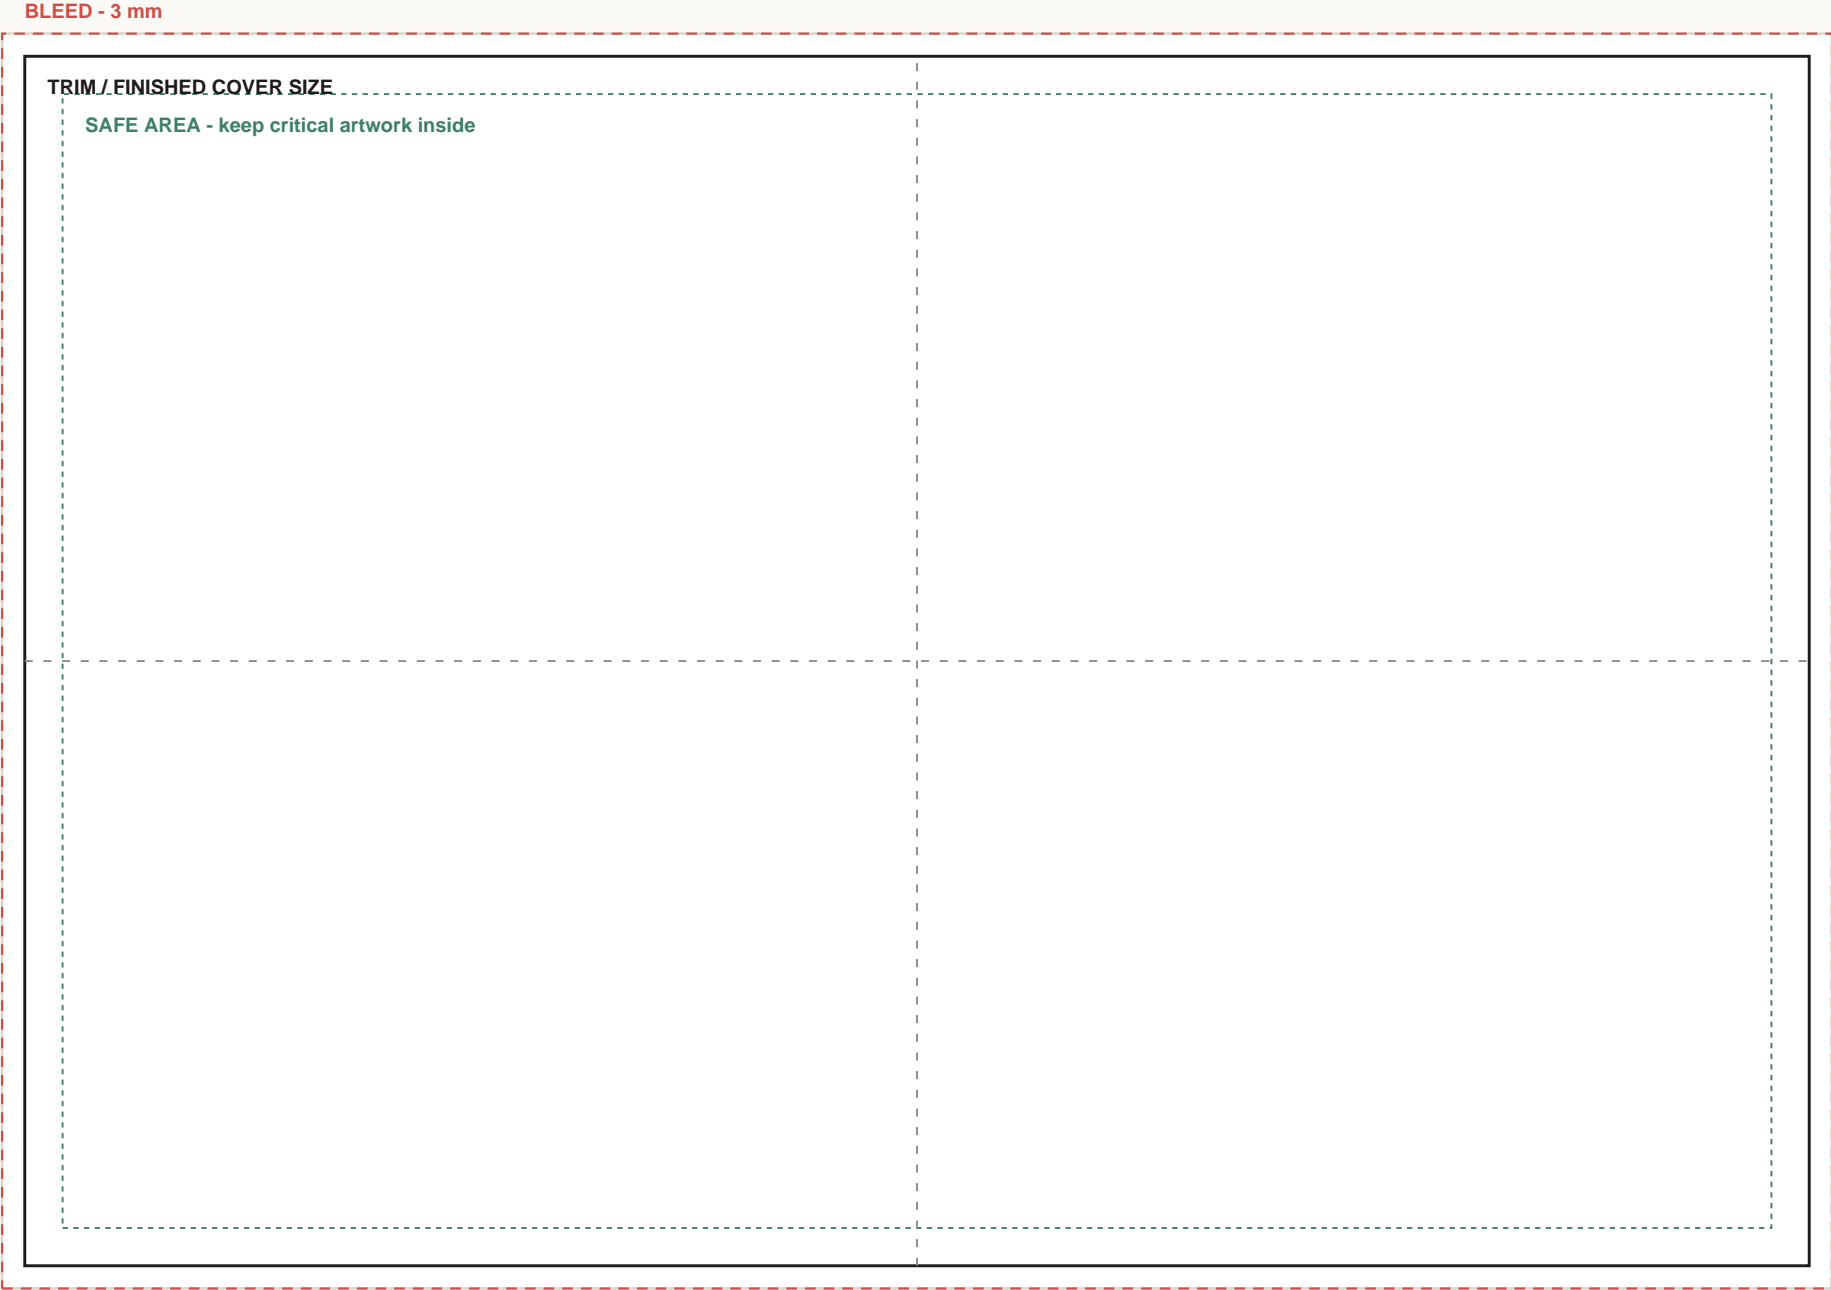 BLEED - 3 mm
TRIM / FINISHED COVER SIZE
SAFE AREA - keep critical artwork inside